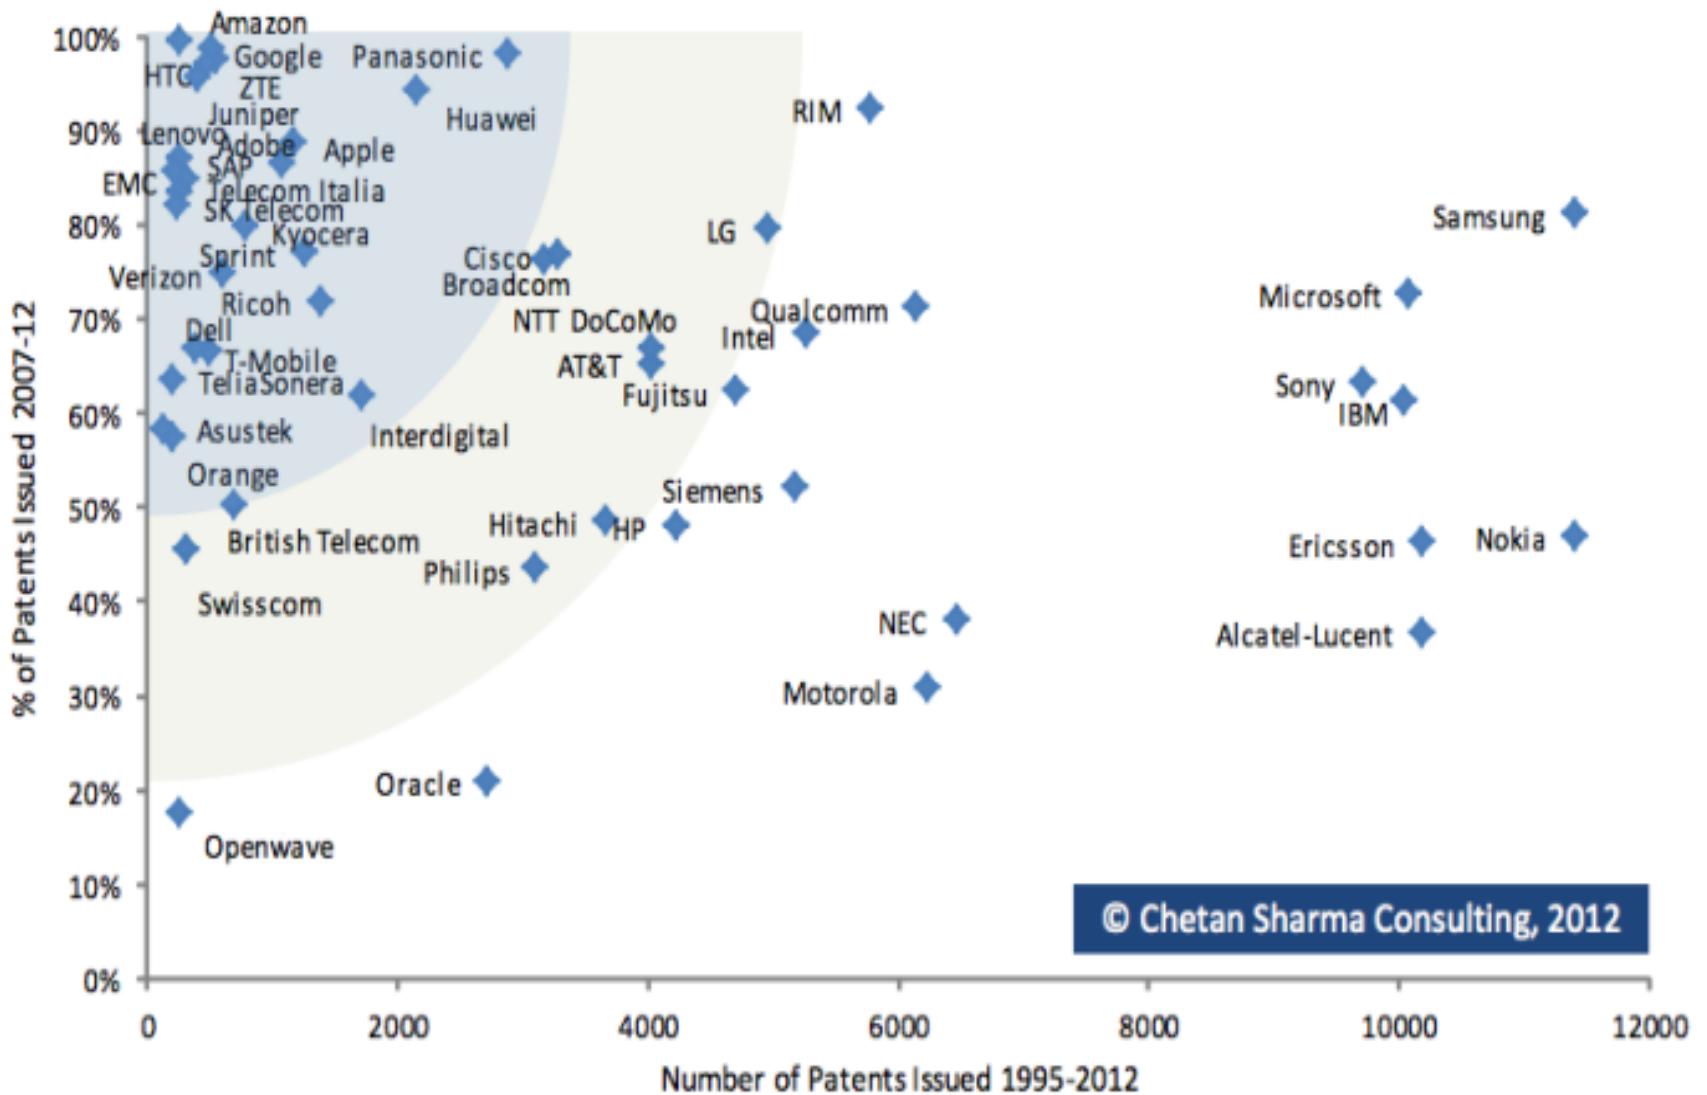 % of Patents Issued 2007-12
100%
90%
80%
70%
60%
50%
40%
30%
20%
10%
0%
Amazon
Google
Panasonic
HTC
ZTE
RIM
Juniper
Huawei
Lenovo
Adobe
Apple
SAP
EMC
Telecom Italia
SK Telecom
Samsung
Kyocera
LG
Sprint
Cisco
Verizon
Broadcom
Microsoft
Ricoh
Qualcomm
NTT DoCoMo
Dell
Intel
T-Mobile
AT&T
TeliaSonera
Sony
Fujitsu
IBM
Asustek
Interdigital
Orange
Siemens
Hitachi
HP
British Telecom
Nokia
Ericsson
Philips
Swisscom
NEC
Alcatel-Lucent
Motorola
Oracle
Openwave
© Chetan Sharma Consulting, 2012
0 2000 4000 6000 8000 10000 12000
Number of Patents Issued 1995-2012